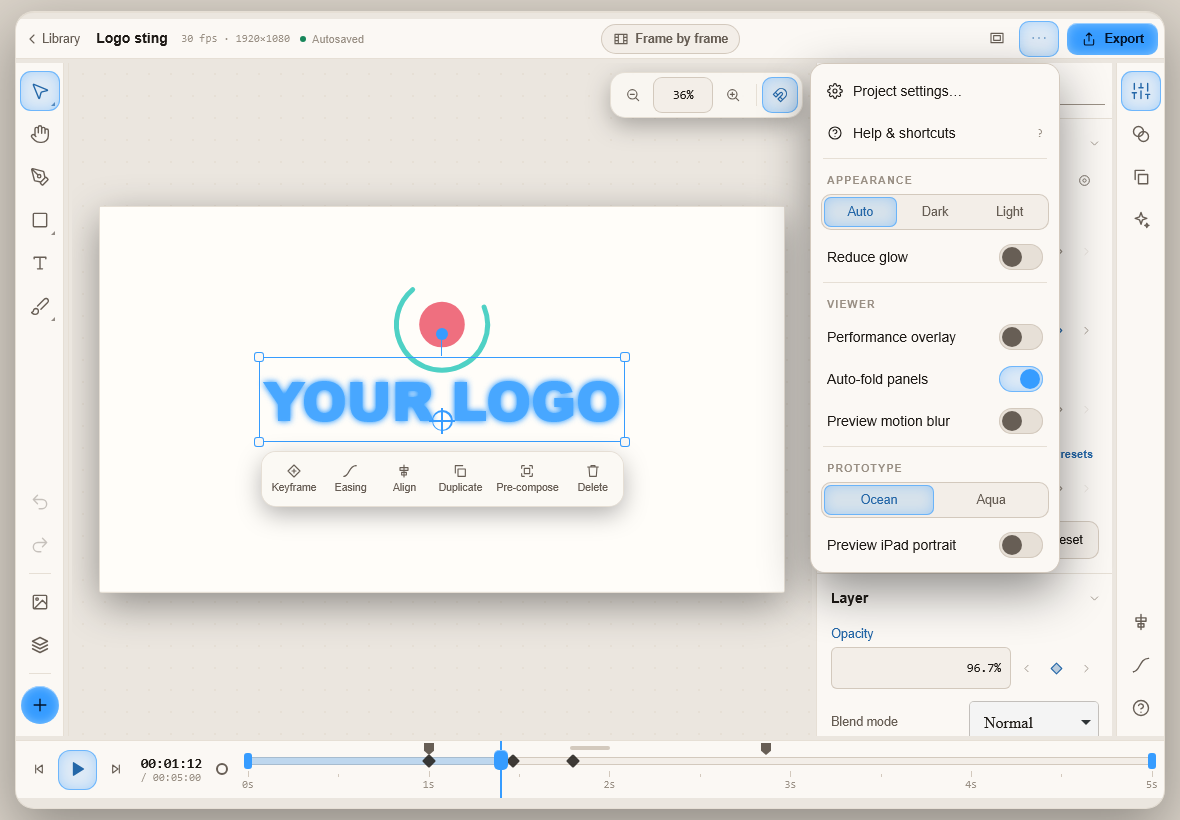 Library
Logo sting
30 fps · 1920×1080
Autosaved
Frame by frame
Export
36%
Project settings…
Help & shortcuts
?
APPEARANCE
Auto
Dark
Light
Reduce glow
VIEWER
Performance overlay
Auto-fold panels
Preview motion blur
PROTOTYPE
Ocean
Aqua
Preview iPad portrait
YOUR LOGO
Keyframe
Easing
Align
Duplicate
Pre-compose
Delete
resets
eset
Layer
Opacity
96.7%
Blend mode
Normal
00:01:12
/ 00:05:00
0s
1s
2s
3s
4s
5s